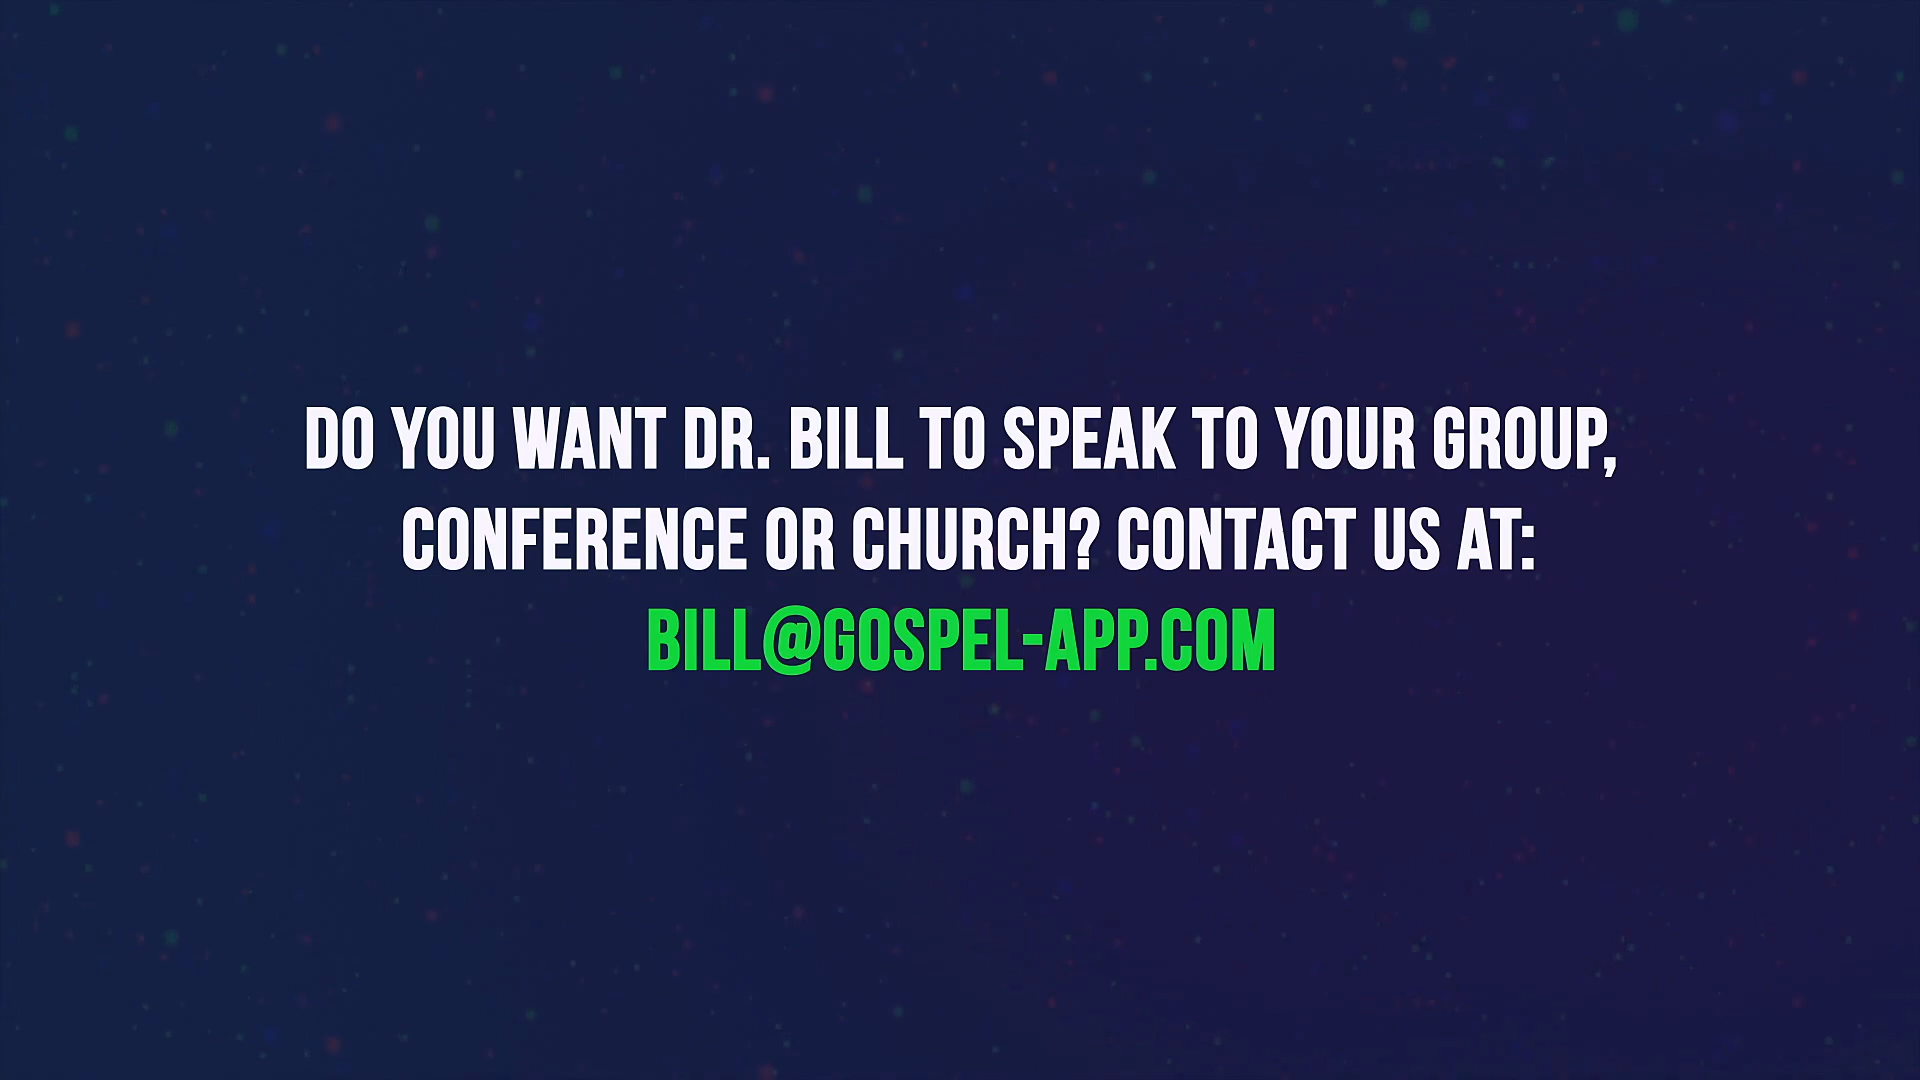 DO YOU WANT DR. BILL TO SPEAK TO YOUR GROUP,
CONFERENCE OR CHURCH? CONTACT US AT:
BILL@GOSPEL-APP.COM